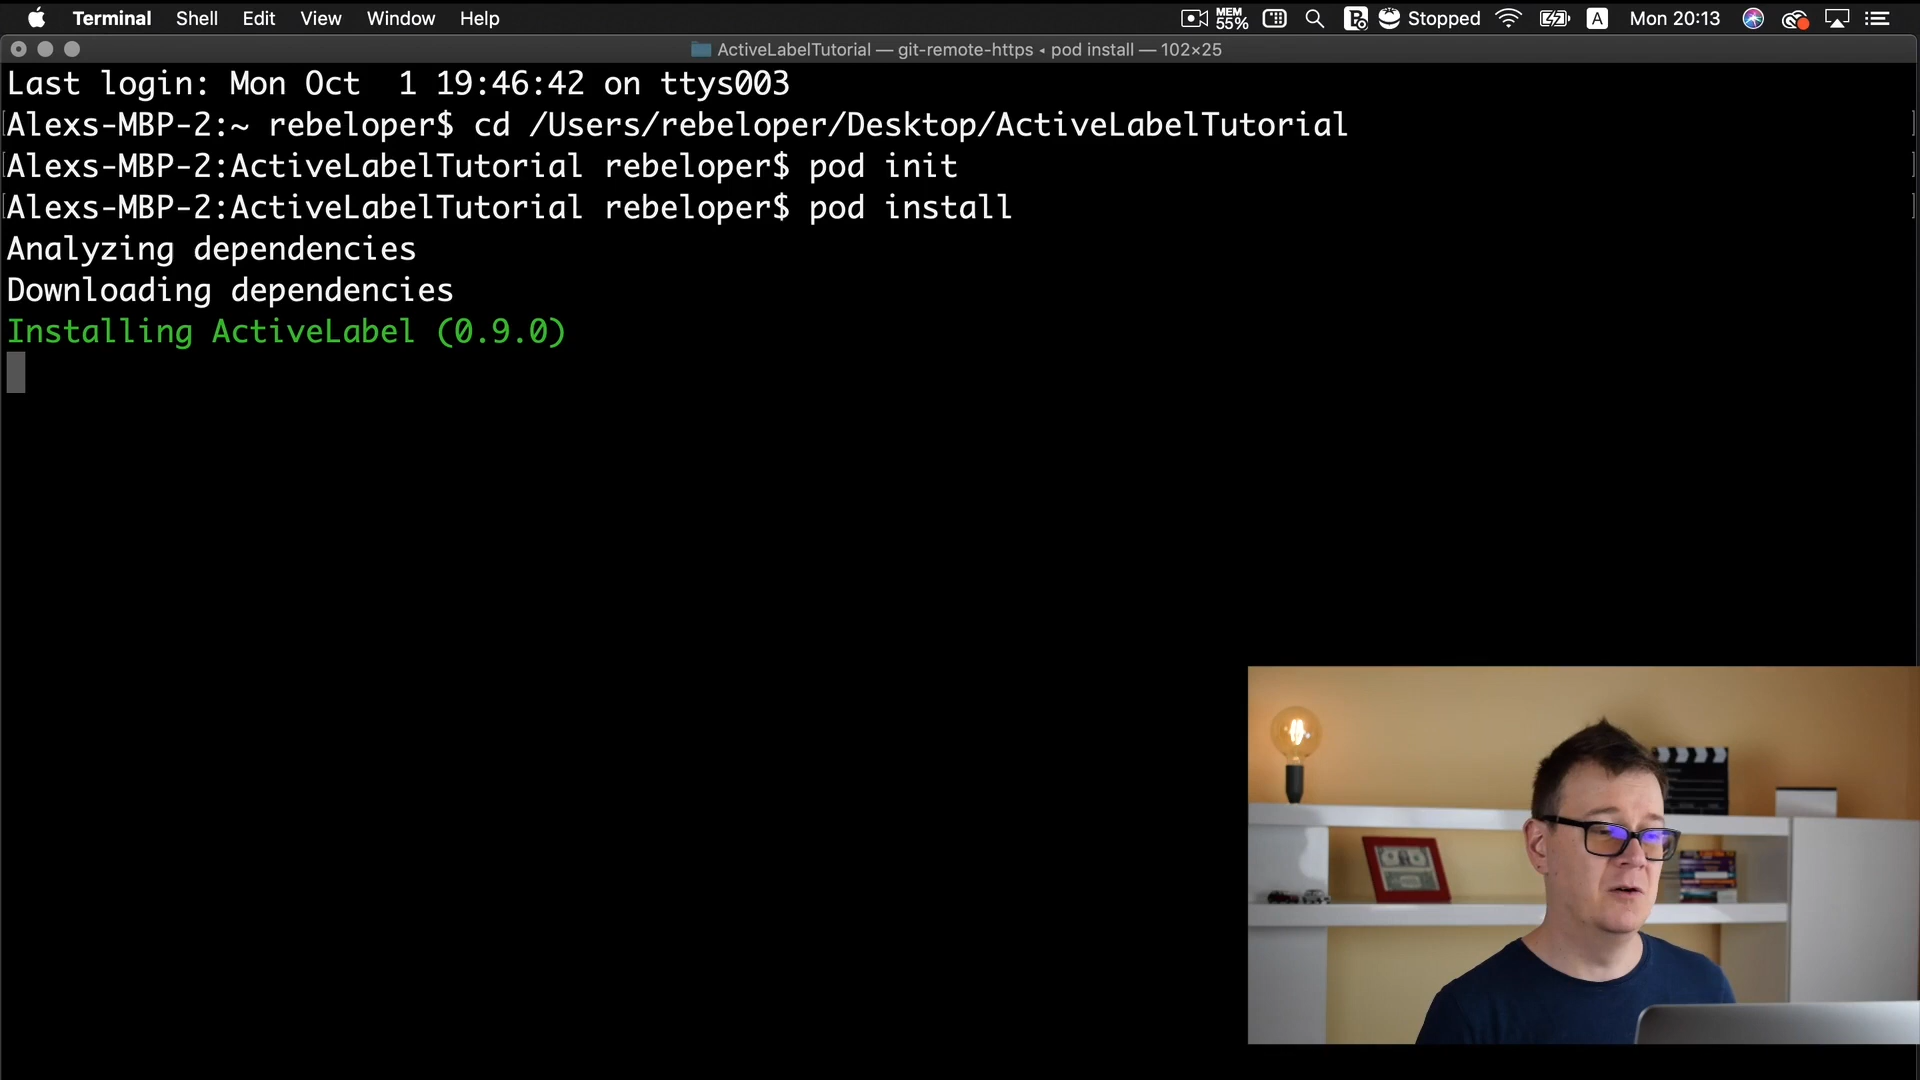 Terminal Shell Edit View Window Help MEM 55% Stopped A Mon 20:13
ActiveLabelTutorial — git-remote-https ◂ pod install — 102×25
Last login: Mon Oct  1 19:46:42 on ttys003
[Alexs-MBP-2:~ rebeloper$ cd /Users/rebeloper/Desktop/ActiveLabelTutorial ]
[Alexs-MBP-2:ActiveLabelTutorial rebeloper$ pod init ]
[Alexs-MBP-2:ActiveLabelTutorial rebeloper$ pod install ]
Analyzing dependencies
Downloading dependencies
Installing ActiveLabel (0.9.0)